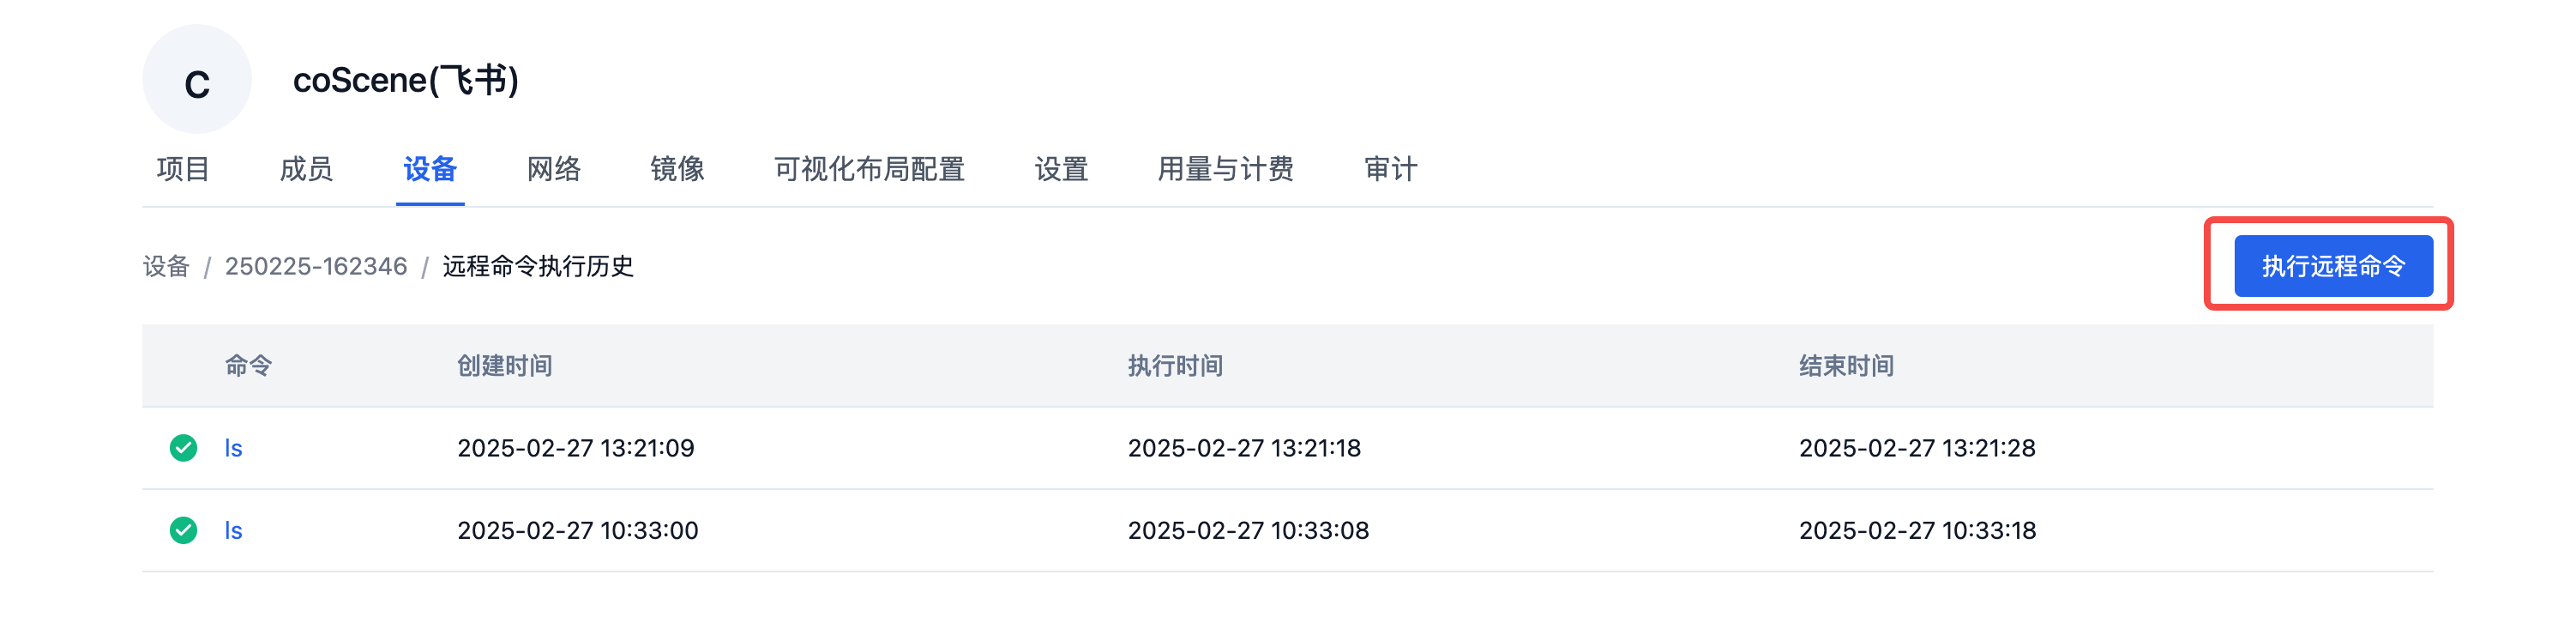 C
coScene(飞书)
项目 成员 设备 网络 镜像 可视化布局配置 设置 用量与计费 审计
设备 / 250225-162346 / 远程命令执行历史
执行远程命令
命令 创建时间 执行时间 结束时间
ls 2025-02-27 13:21:09 2025-02-27 13:21:18 2025-02-27 13:21:28
ls 2025-02-27 10:33:00 2025-02-27 10:33:08 2025-02-27 10:33:18